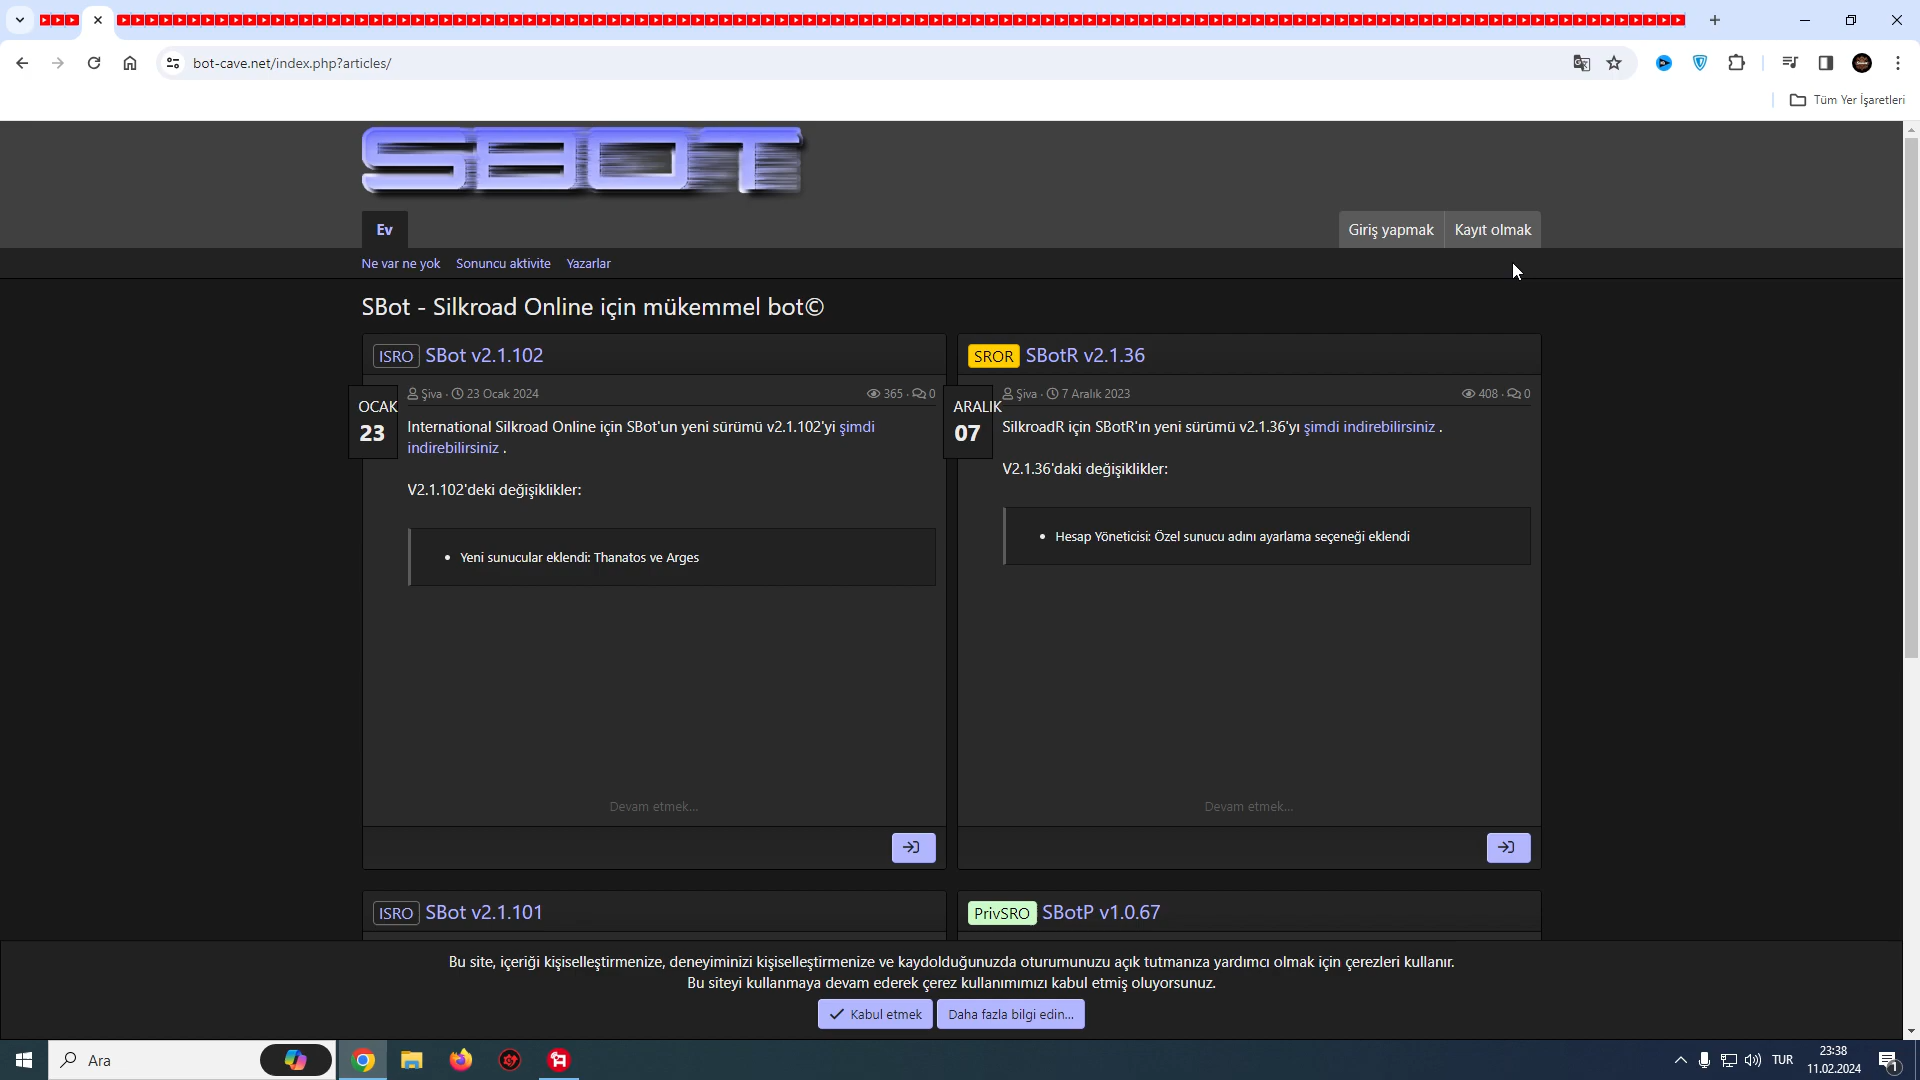 bot-cave.net/index.php?articles/
Tüm Yer İşaretleri
SBOT
Ev
Giriş yapmak
Kayıt olmak
Ne var ne yok
Sonuncu aktivite
Yazarlar
SBot - Silkroad Online için mükemmel bot©
ISRO SBot v2.1.102
OCAK
23
Şiva · 23 Ocak 2024
365 · 0
International Silkroad Online için SBot'un yeni sürümü v2.1.102'yi şimdi
indirebilirsiniz .
V2.1.102'deki değişiklikler:
• Yeni sunucular eklendi: Thanatos ve Arges
Devam etmek...
SROR SBotR v2.1.36
ARALIK
07
Şiva · 7 Aralık 2023
408 · 0
SilkroadR için SBotR'ın yeni sürümü v2.1.36'yı şimdi indirebilirsiniz .
V2.1.36'daki değişiklikler:
• Hesap Yöneticisi: Özel sunucu adını ayarlama seçeneği eklendi
Devam etmek...
ISRO SBot v2.1.101
PrivSRO SBotP v1.0.67
Bu site, içeriği kişiselleştirmenize, deneyiminizi kişiselleştirmenize ve kaydolduğunuzda oturumunuzu açık tutmanıza yardımcı olmak için çerezleri kullanır.
Bu siteyi kullanmaya devam ederek çerez kullanımımızı kabul etmiş oluyorsunuz.
Kabul etmek
Daha fazla bilgi edin...
Ara
TUR
23:38
11.02.2024
1